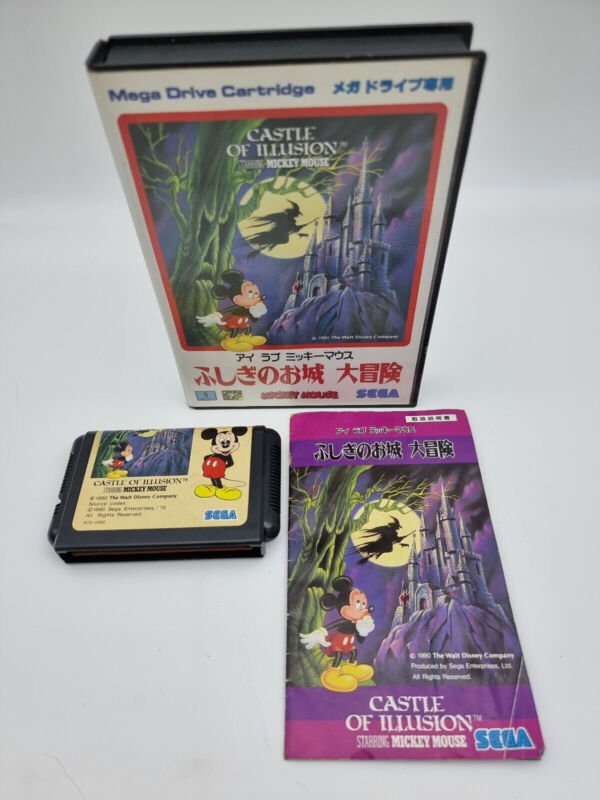 Mega Drive Cartridge メガドライブ専用
CASTLE
OF ILLUSION™
STARRING MICKEY MOUSE
© 1990 The Walt Disney Company
アイ ラブ ミッキーマウス
ふしぎのお城 大冒険
MICKEY MOUSE SEGA
CASTLE OF ILLUSION™
STARRING MICKEY MOUSE
© 1990 The Walt Disney Company
Source codes
© 1990 Sega Enterprises, Ltd.
All Rights Reserved.
SEGA
取扱説明書
アイ ラブ ミッキーマウス
ふしぎのお城 大冒険
© 1990 The Walt Disney Company
Produced by Sega Enterprises, Ltd.
All Rights Reserved.
CASTLE
OF ILLUSION™
STARRING MICKEY MOUSE SEGA